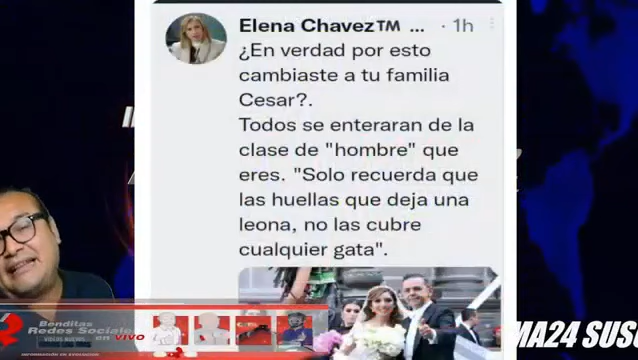 Elena Chavez™ ... · 1h
¿En verdad por esto
cambiaste a tu familia
Cesar?.
Todos se enteraran de la
clase de "hombre" que
eres. "Solo recuerda que
las huellas que deja una
leona, no las cubre
cualquier gata".
Benditas
Redes Sociales
en vivo
MA24 SUS